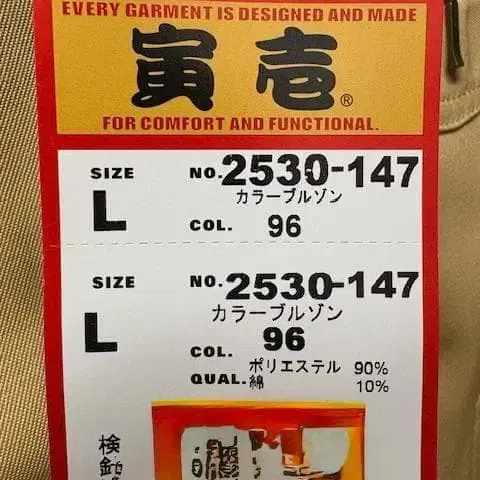 EVERY GARMENT IS DESIGNED AND MADE
寅壱®
FOR COMFORT AND FUNCTIONAL.
SIZE NO. 2530-147
カラーブルゾン
L COL. 96
SIZE NO. 2530-147
カラーブルゾン
L COL. 96
ポリエステル 90%
QUAL. 綿 10%
検